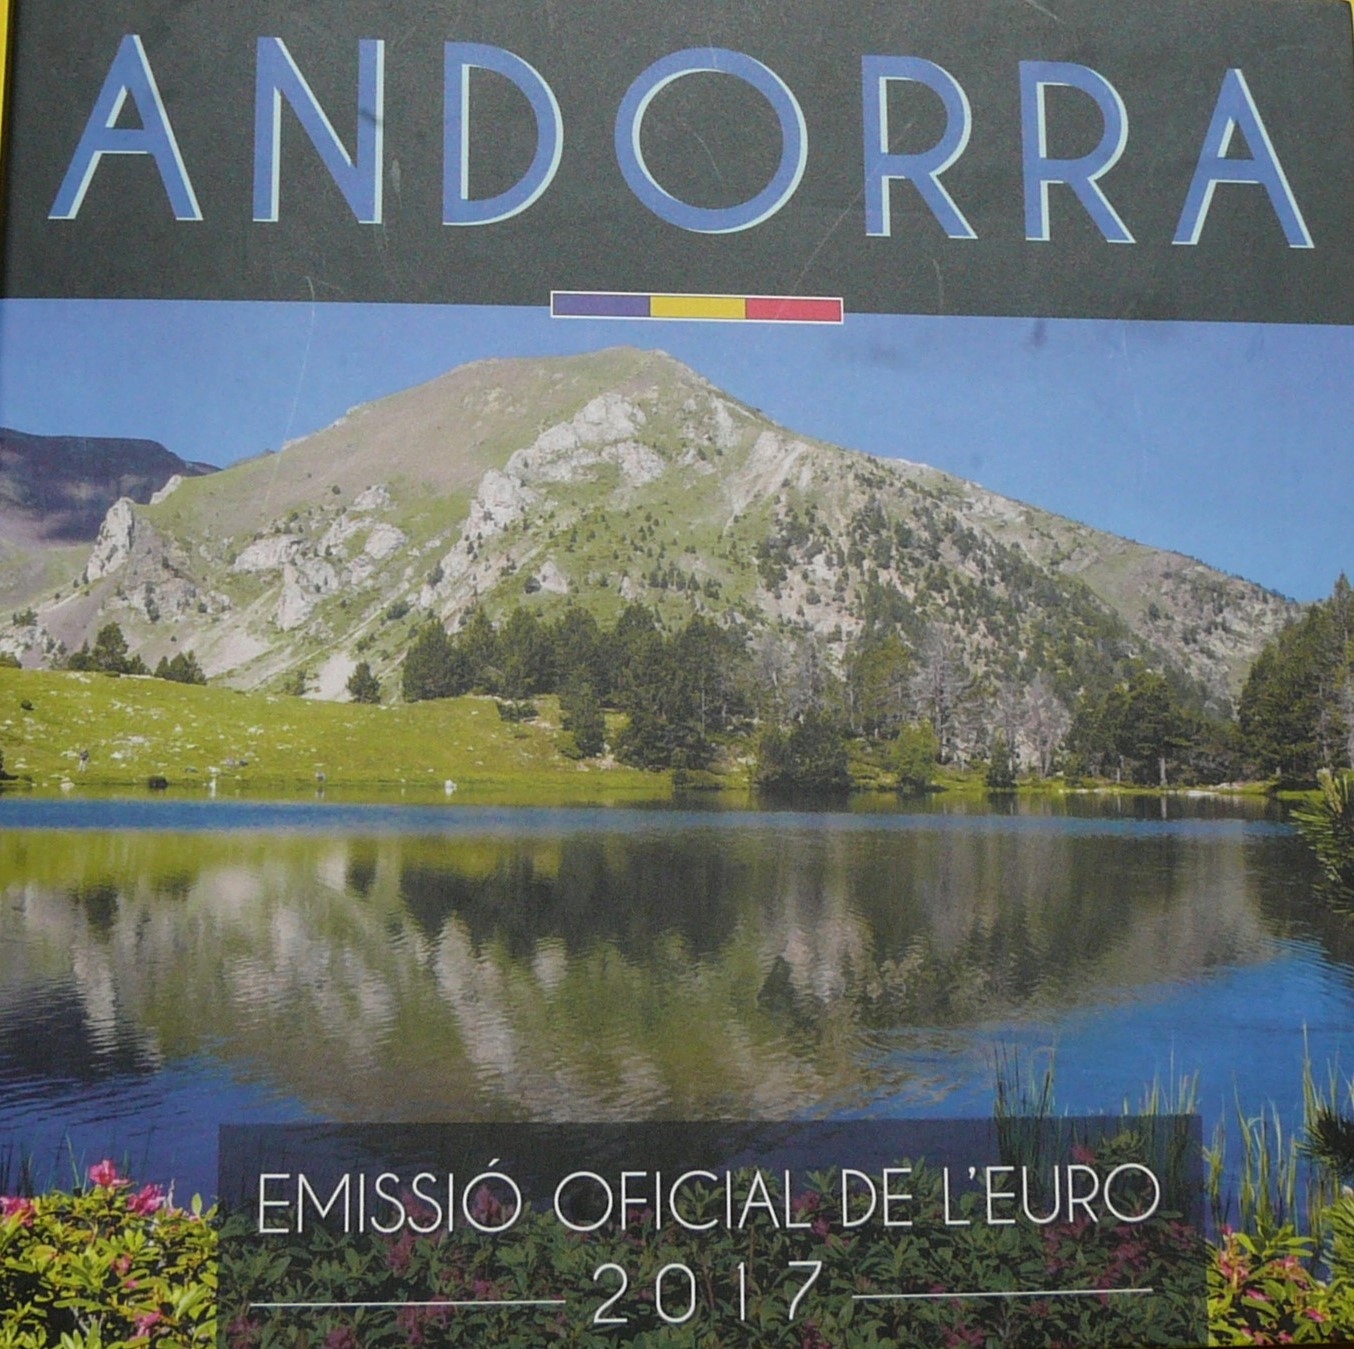 ANDORRA
EMISSIÓ OFICIAL DE L'EURO
2017